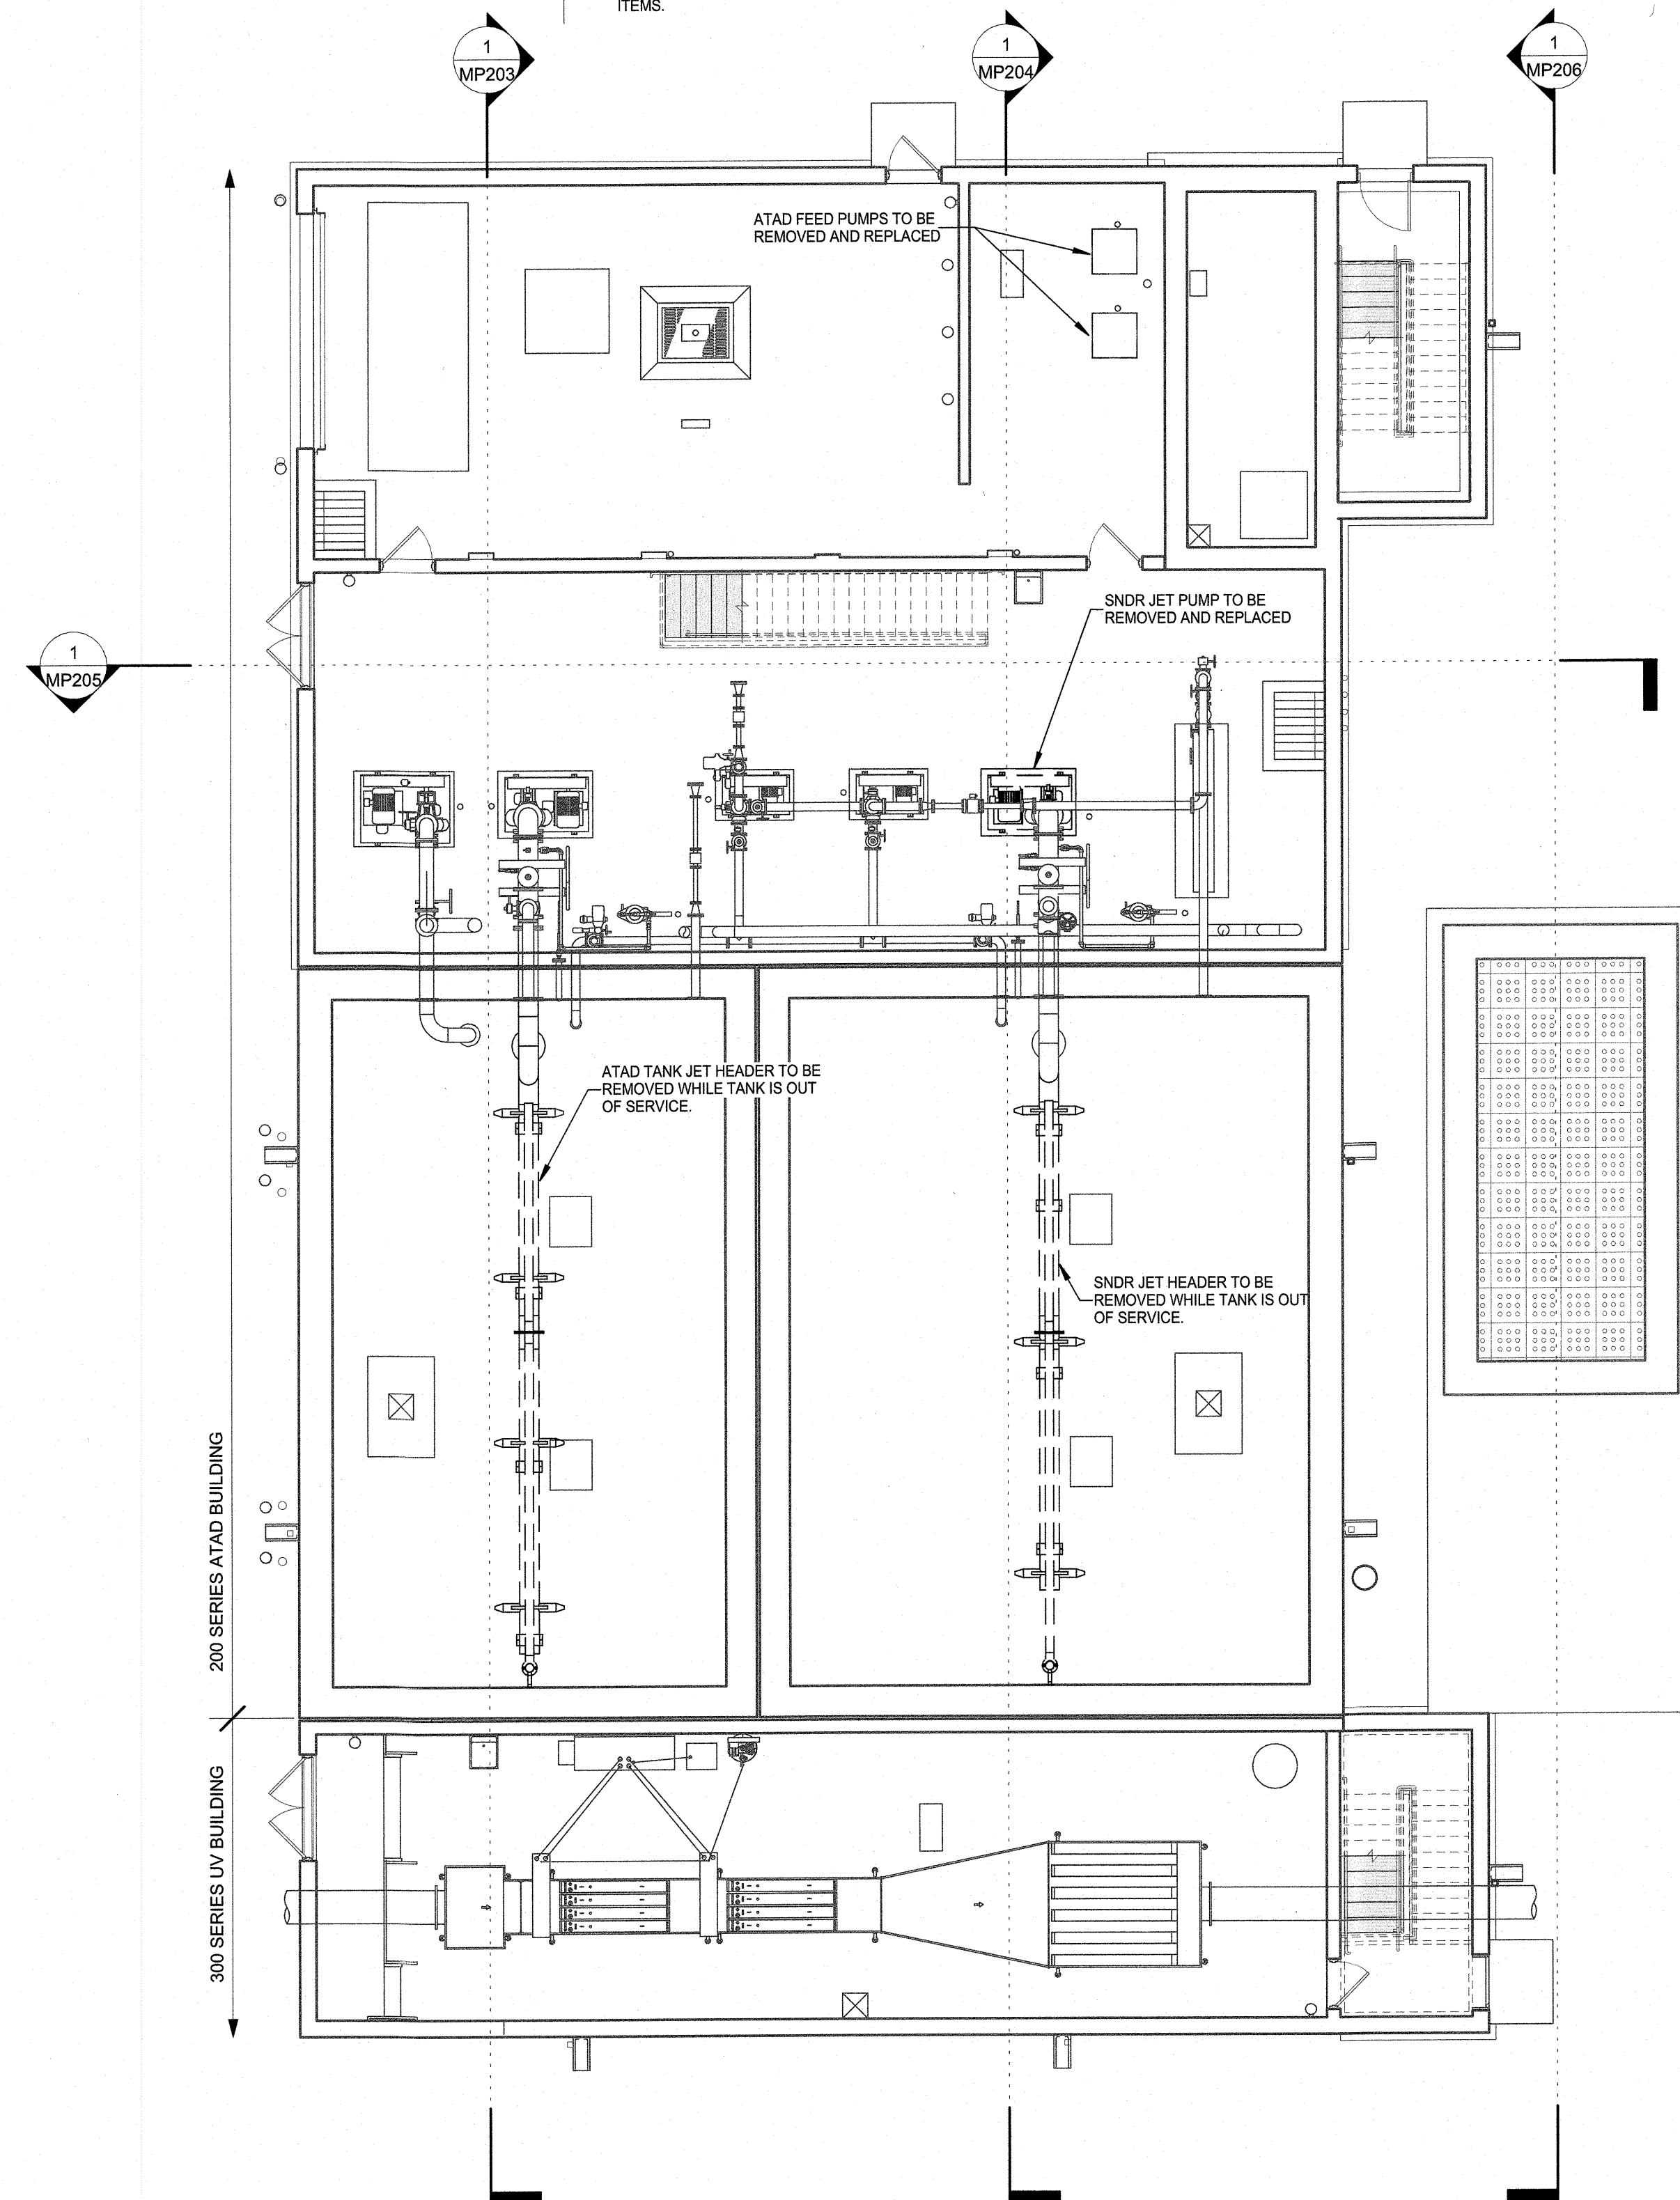 ITEMS.
1
MP203
1
MP204
1
MP206
ATAD FEED PUMPS TO BE
REMOVED AND REPLACED
SNDR JET PUMP TO BE
REMOVED AND REPLACED
1
MP205
ATAD TANK JET HEADER TO BE
REMOVED WHILE TANK IS OUT
OF SERVICE.
SNDR JET HEADER TO BE
REMOVED WHILE TANK IS OUT
OF SERVICE.
200 SERIES ATAD BUILDING
300 SERIES UV BUILDING